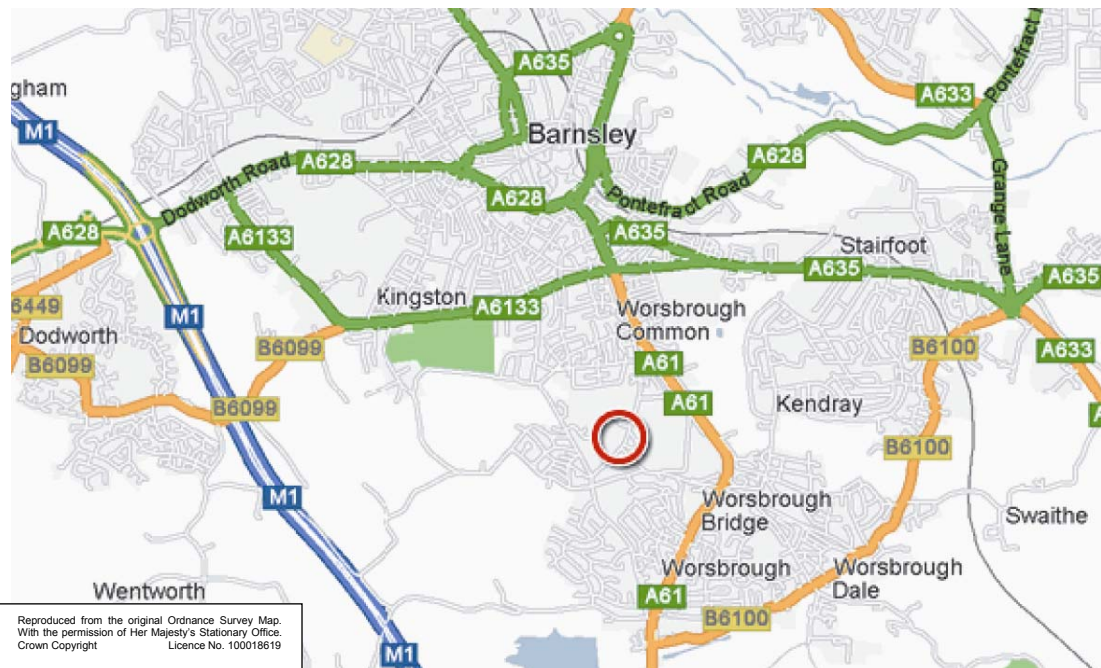 gham
M1
A635
A633
Pontefract
Barnsley
Dodworth Road
A628
A628
Pontefract Road
A628
Grange Lane
A628
A6133
A635
Stairfoot
A635
A635
6449
Dodworth
B6099
M1
Kingston
A6133
B6099
Worsbrough
Common
B6100
A633
A61
B6099
A61
Kendray
A
B6100
M1
Worsbrough
Bridge
Swaithe
Worsbrough
Worsbrough
Dale
Wentworth
A61
B6100
M1
Reproduced from the original Ordnance Survey Map.
With the permission of Her Majesty's Stationary Office.
Crown Copyright Licence No. 100018619